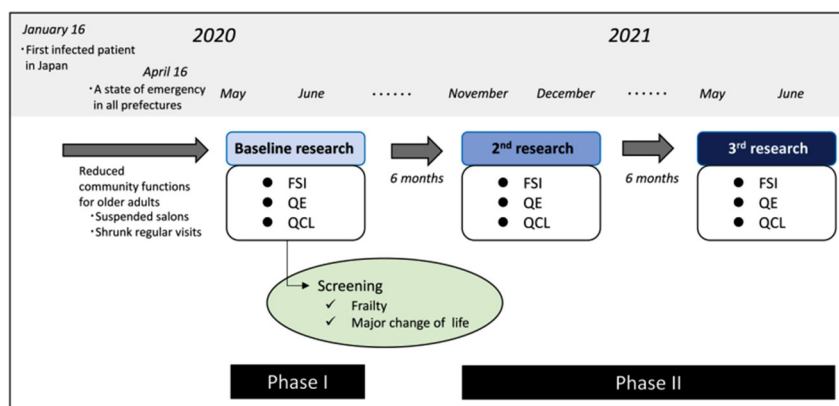 January 16
2020
2021
・First infected patient
in Japan
April 16
・A state of emergency
in all prefectures
May
June
・・・・・・
November
December
・・・・・・
May
June
Baseline research
2nd research
3rd research
6 months
6 months
Reduced
community functions
for older adults
・Suspended salons
・Shrunk regular visits
● FSI
● QE
● QCL
● FSI
● QE
● QCL
● FSI
● QE
● QCL
Screening
✓ Frailty
✓ Major change of life
Phase I
Phase II